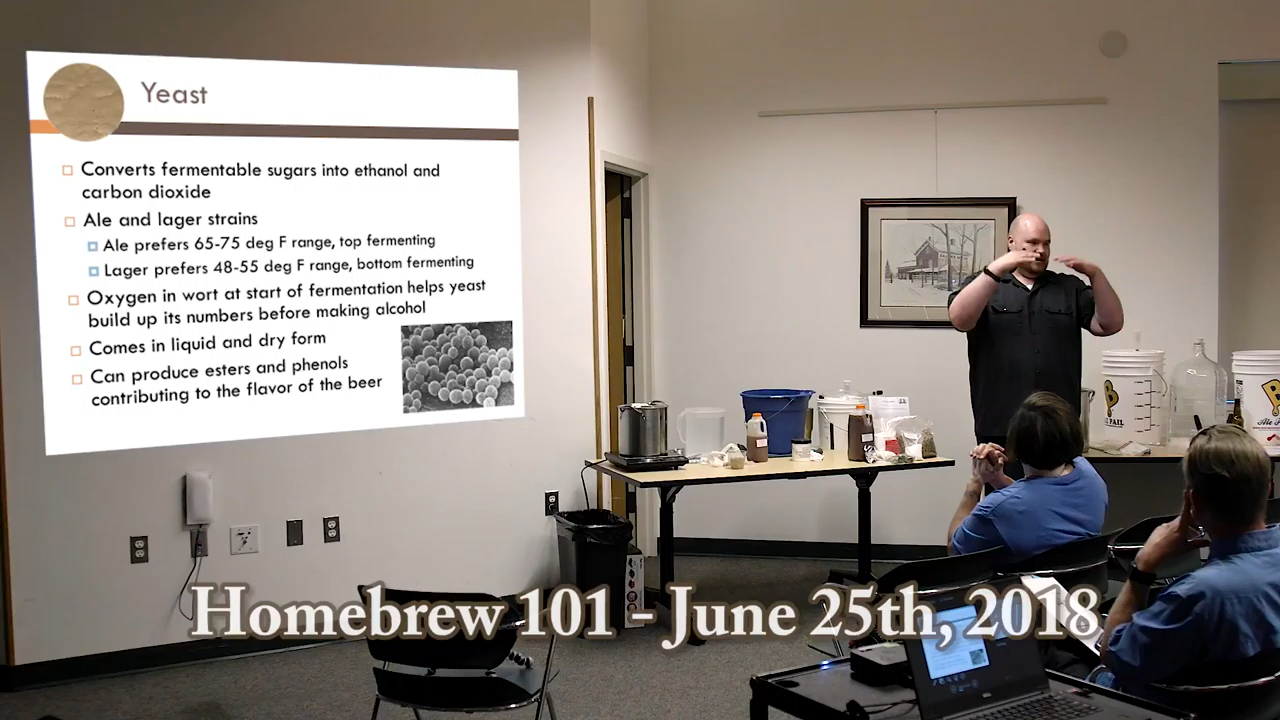 Yeast
Converts fermentable sugars into ethanol and
carbon dioxide
Ale and lager strains
Ale prefers 65-75 deg F range, top fermenting
Lager prefers 48-55 deg F range, bottom fermenting
Oxygen in wort at start of fermentation helps yeast
build up its numbers before making alcohol
Comes in liquid and dry form
Can produce esters and phenols
contributing to the flavor of the beer
Homebrew 101 - June 25th, 2018